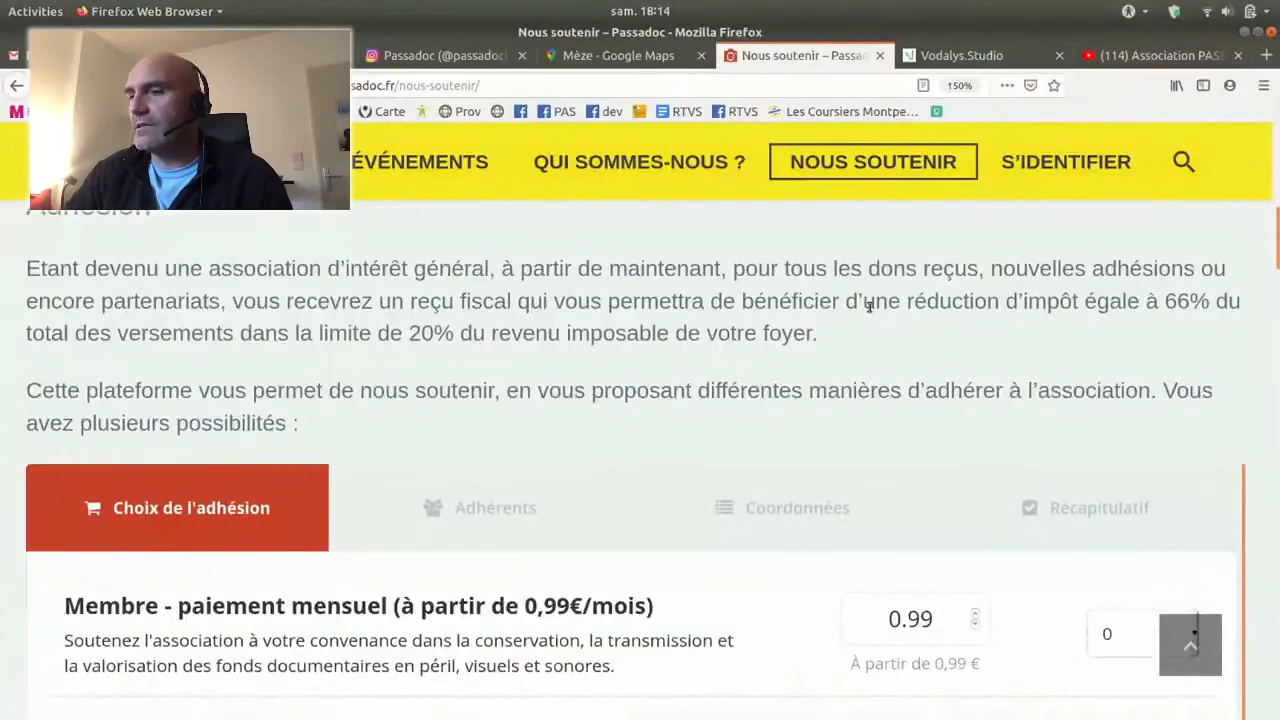 Activities Firefox Web Browser sam. 18:14
Nous soutenir – Passadoc - Mozilla Firefox
Passadoc (@passadoc Mèze - Google Maps Nous soutenir – Passa Vodalys.Studio (114) Association PAS
sadoc.fr/nous-soutenir/ 150%
Carte Prov PAS dev RTVS RTVS Les Coursiers Montpe...
ÉVÉNEMENTS QUI SOMMES-NOUS ? NOUS SOUTENIR S'IDENTIFIER
Adhésion
Etant devenu une association d'intérêt général, à partir de maintenant, pour tous les dons reçus, nouvelles adhésions ou
encore partenariats, vous recevrez un reçu fiscal qui vous permettra de bénéficier d'une réduction d'impôt égale à 66% du
total des versements dans la limite de 20% du revenu imposable de votre foyer.
Cette plateforme vous permet de nous soutenir, en vous proposant différentes manières d'adhérer à l'association. Vous
avez plusieurs possibilités :
Choix de l'adhésion Adhérents Coordonnées Récapitulatif
Membre - paiement mensuel (à partir de 0,99€/mois)
0.99
0
Soutenez l'association à votre convenance dans la conservation, la transmission et
la valorisation des fonds documentaires en péril, visuels et sonores.
À partir de 0,99 €